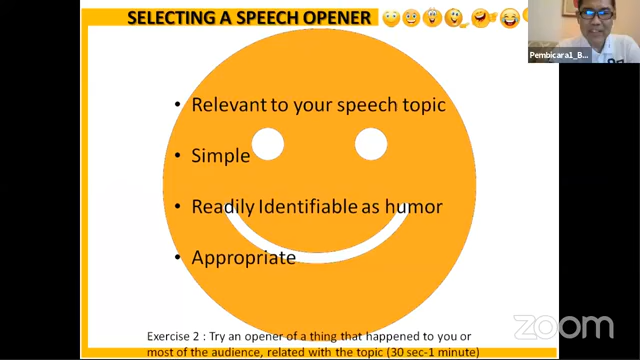 SELECTING A SPEECH OPENER
Pembicara1_B...
• Relevant to your speech topic
• Simple
• Readily Identifiable as humor
• Appropriate
Exercise 2 : Try an opener of a thing that happened to you or
most of the audience, related with the topic (30 sec-1 minute)
zoom